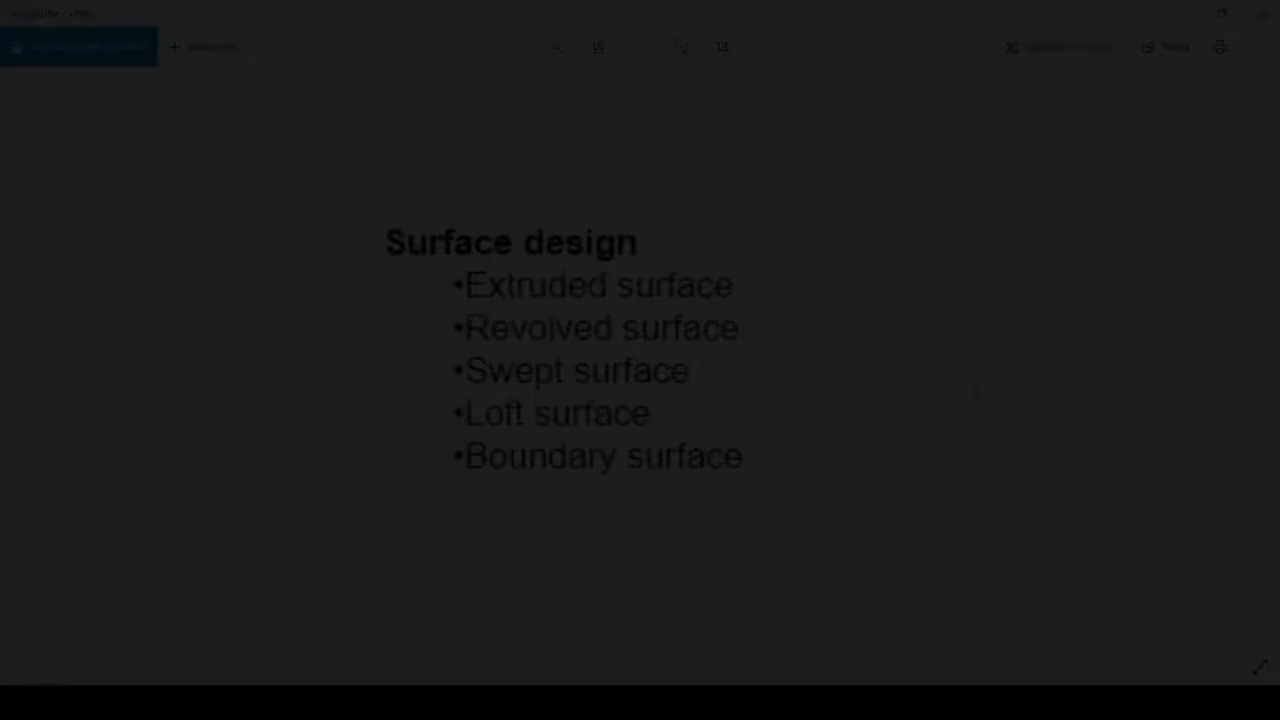 Surface design
•Extruded surface
•Revolved surface
•Swept surface
•Loft surface
•Boundary surface